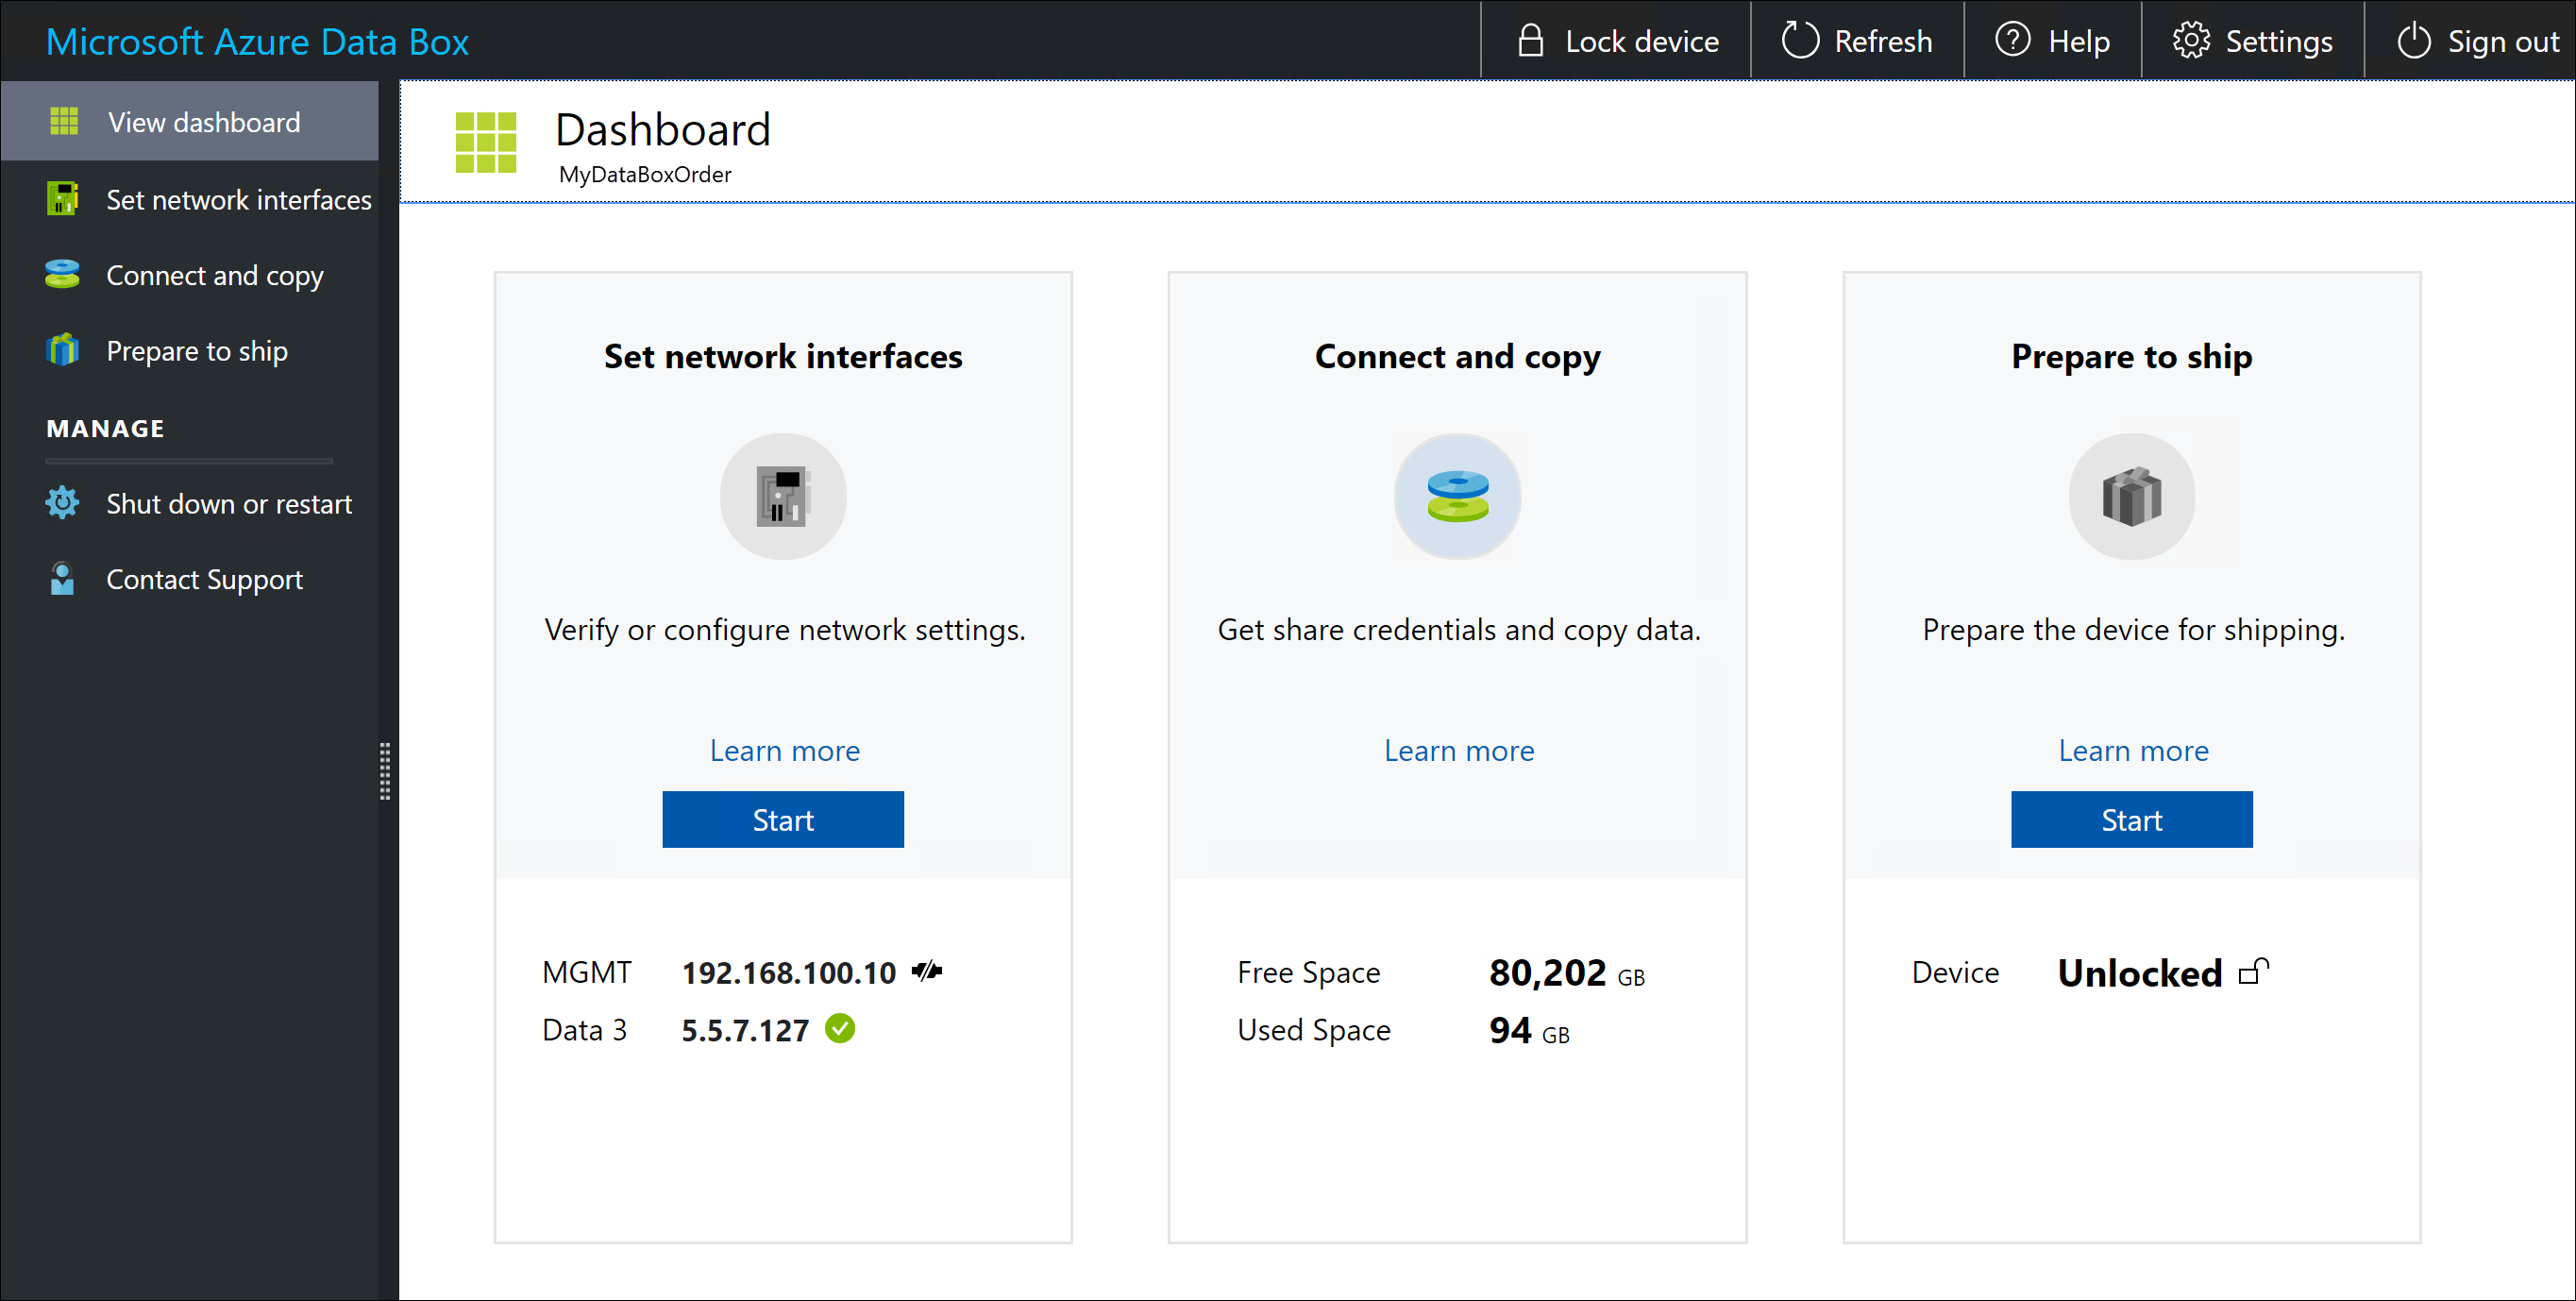 Microsoft Azure Data Box
Lock device
Refresh
Help
Settings
Sign out
View dashboard
Set network interfaces
Connect and copy
Prepare to ship
MANAGE
Shut down or restart
Contact Support
Dashboard
MyDataBoxOrder
Set network interfaces
Verify or configure network settings.
Learn more
Start
MGMT 192.168.100.10
Data 3 5.5.7.127
Connect and copy
Get share credentials and copy data.
Learn more
Free Space 80,202 GB
Used Space 94 GB
Prepare to ship
Prepare the device for shipping.
Learn more
Start
Device Unlocked